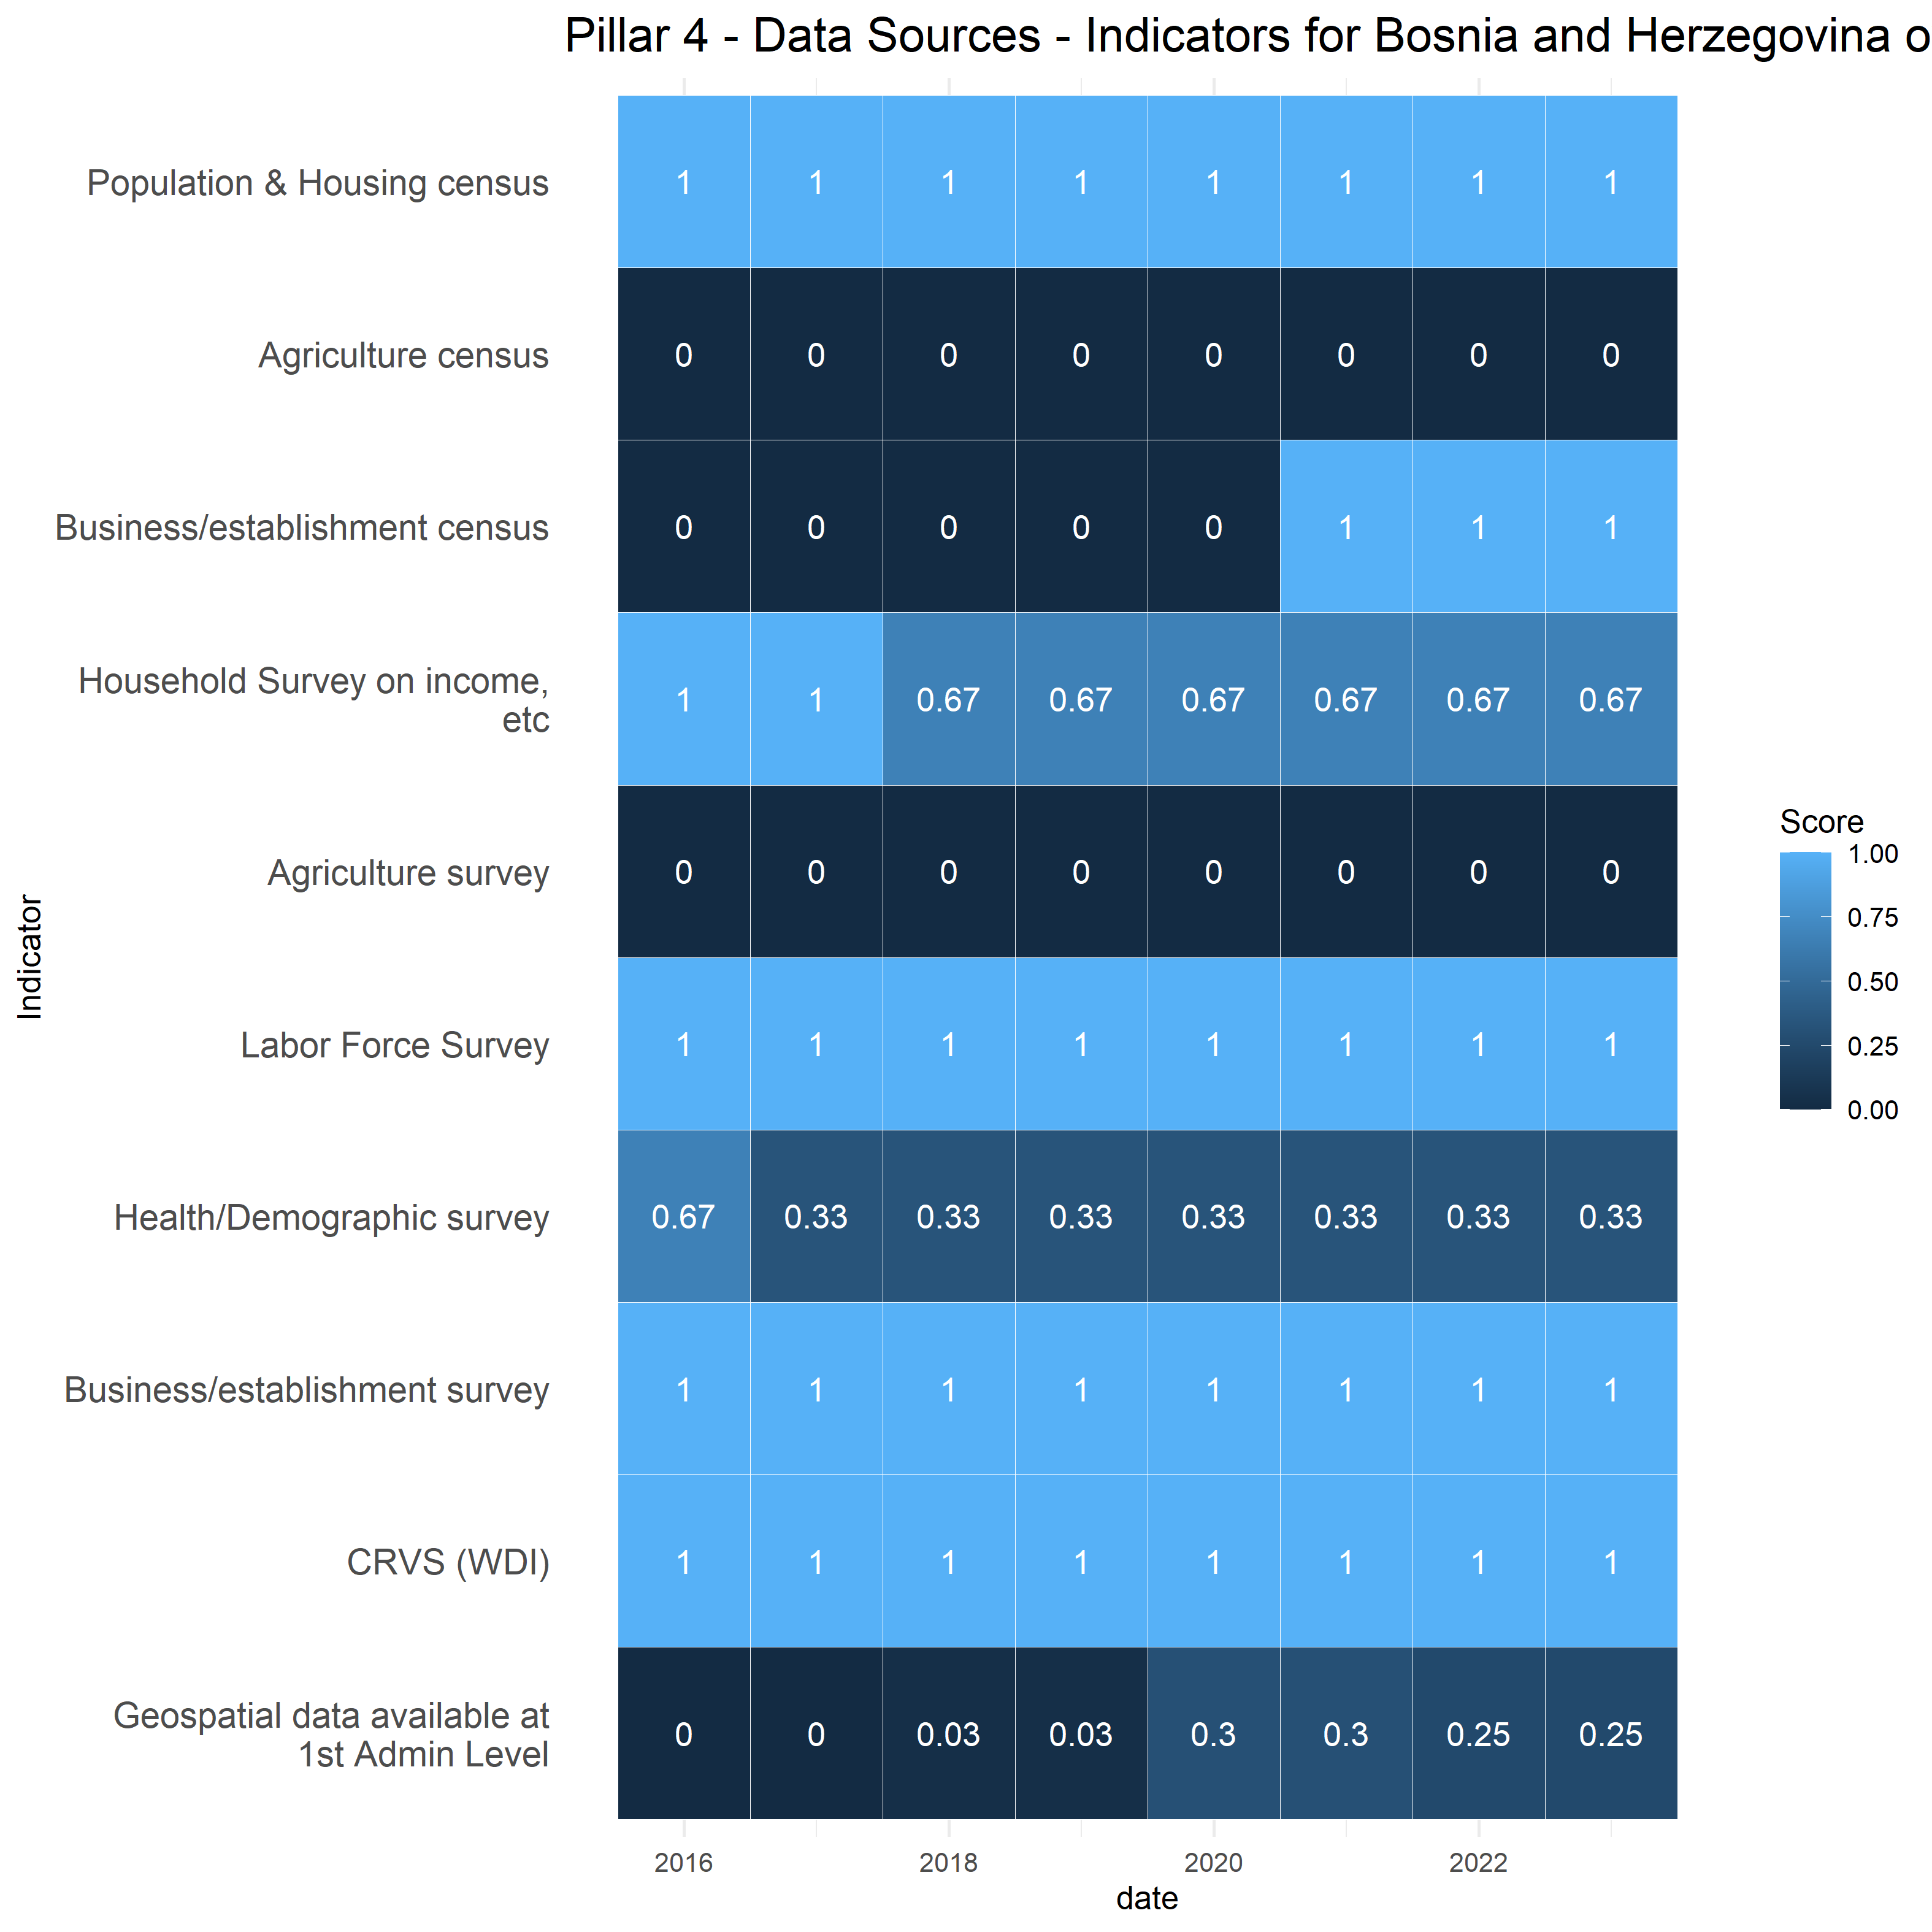 Pillar 4 - Data Sources - Indicators for Bosnia and Herzegovina o
Population & Housing census
1 1 1 1 1 1 1 1
Agriculture census
0 0 0 0 0 0 0 0
Business/establishment census
0 0 0 0 0 1 1 1
Household Survey on income,
etc
1 1 0.67 0.67 0.67 0.67 0.67 0.67
Agriculture survey
0 0 0 0 0 0 0 0
Labor Force Survey
1 1 1 1 1 1 1 1
Health/Demographic survey
0.67 0.33 0.33 0.33 0.33 0.33 0.33 0.33
Business/establishment survey
1 1 1 1 1 1 1 1
CRVS (WDI)
1 1 1 1 1 1 1 1
Geospatial data available at
1st Admin Level
0 0 0.03 0.03 0.3 0.3 0.25 0.25
2016 2018 2020 2022
date
Indicator
Score
1.00
0.75
0.50
0.25
0.00